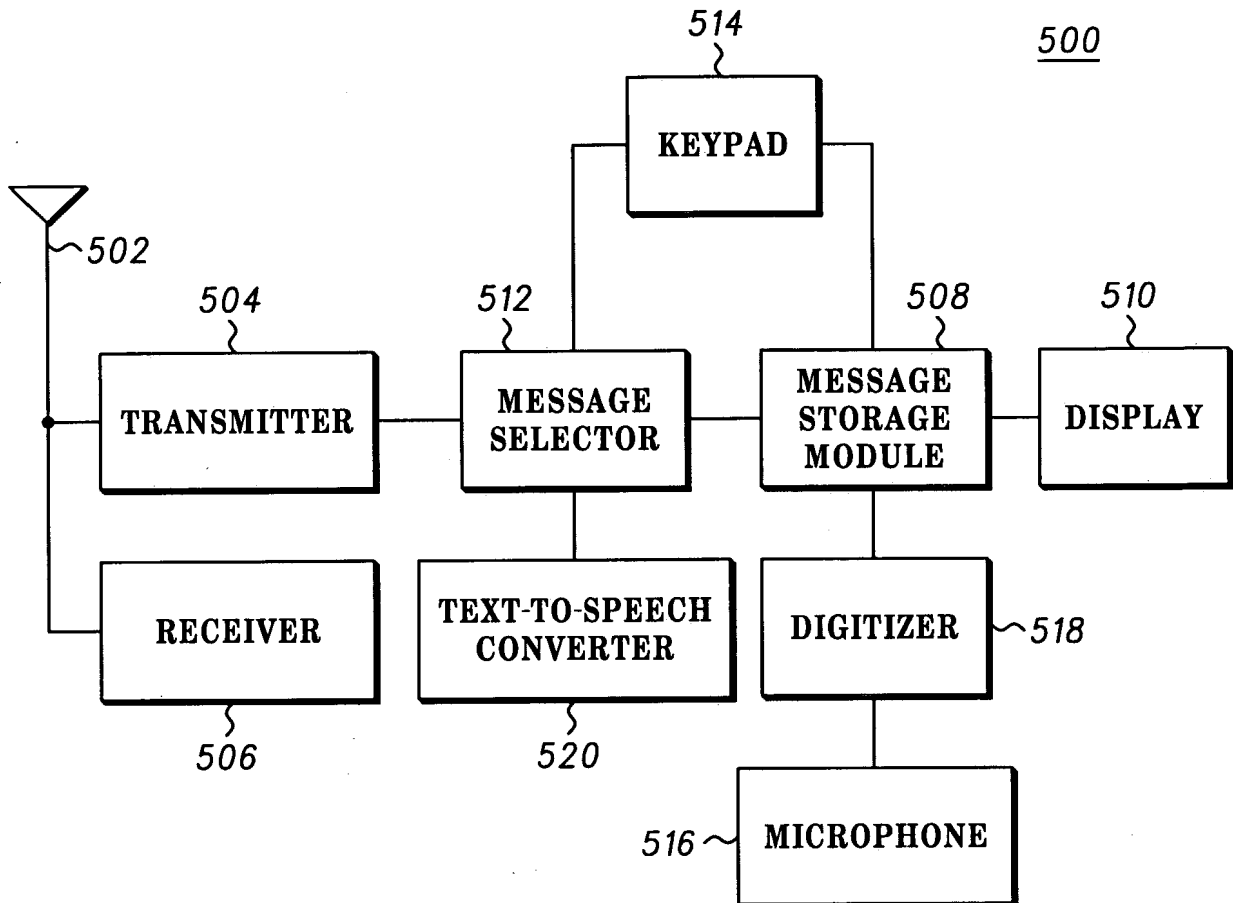 514
500
KEYPAD
502
504
512
508
510
TRANSMITTER
MESSAGE
SELECTOR
MESSAGE
STORAGE
MODULE
DISPLAY
RECEIVER
TEXT-TO-SPEECH
CONVERTER
DIGITIZER
518
506
520
516
MICROPHONE